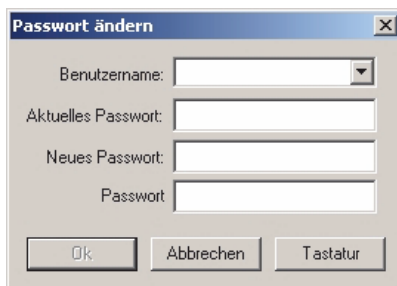 Passwort ändern
Benutzername:
Aktuelles Passwort:
Neues Passwort:
Passwort
Ok Abbrechen Tastatur